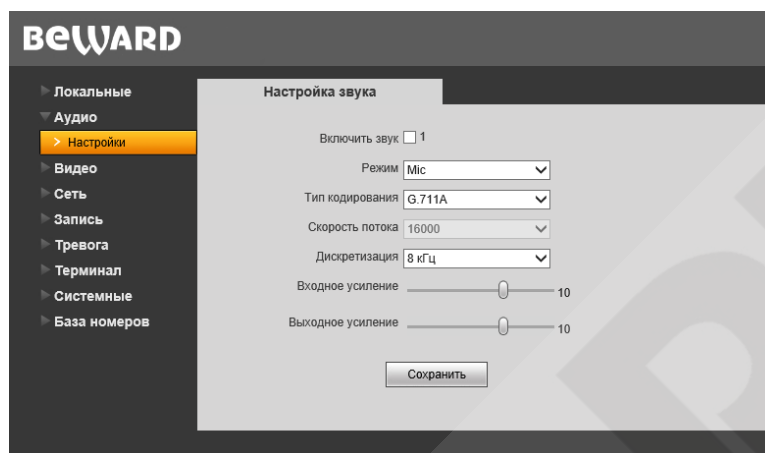 BEWARD
Локальные
Аудио
> Настройки
Видео
Сеть
Запись
Тревога
Терминал
Системные
База номеров
Настройка звука
Включить звук 1
Режим Mic
Тип кодирования G.711A
Скорость потока 16000
Дискретизация 8 кГц
Входное усиление 10
Выходное усиление 10
Сохранить